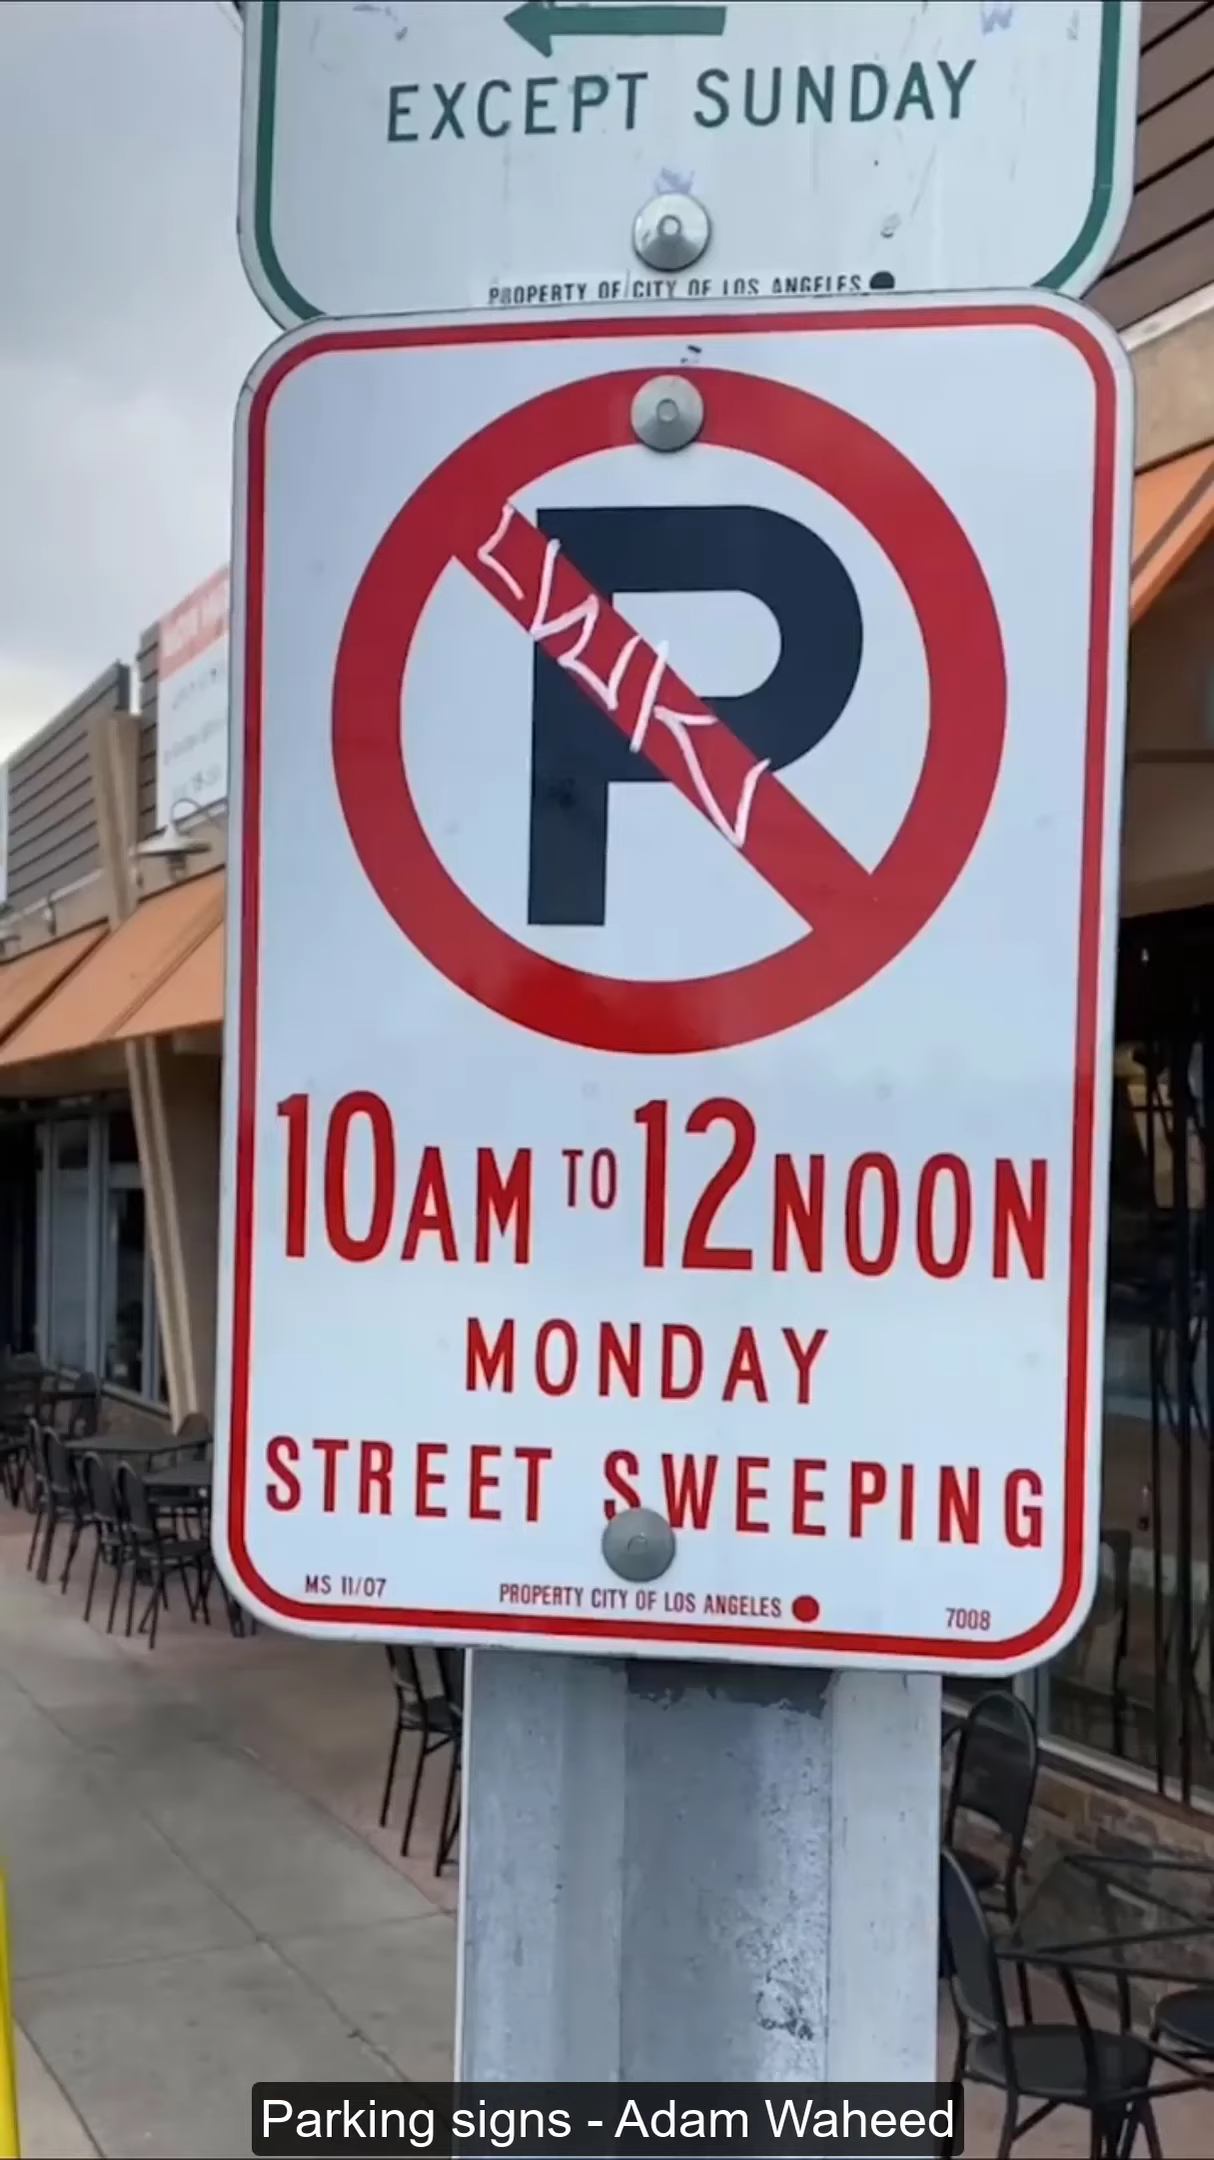 EXCEPT SUNDAY
PROPERTY OF CITY OF LOS ANGELES
P
10AM TO 12NOON
MONDAY
STREET SWEEPING
MS 11/07
PROPERTY CITY OF LOS ANGELES
7008
Parking signs - Adam Waheed